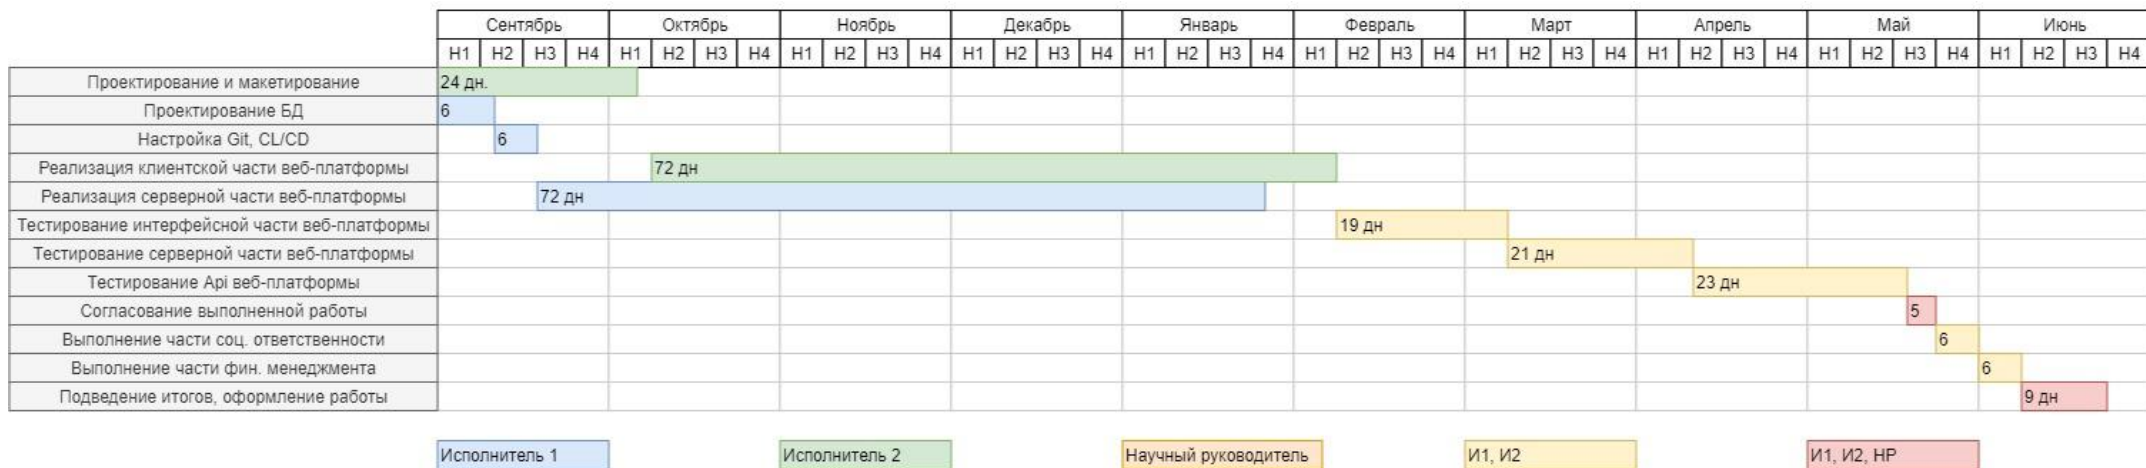 Сентябрь Октябрь Ноябрь Декабрь Январь Февраль Март Апрель Май Июнь
Н1 Н2 Н3 Н4 Н1 Н2 Н3 Н4 Н1 Н2 Н3 Н4 Н1 Н2 Н3 Н4 Н1 Н2 Н3 Н4 Н1 Н2 Н3 Н4 Н1 Н2 Н3 Н4 Н1 Н2 Н3 Н4 Н1 Н2 Н3 Н4 Н1 Н2 Н3 Н4
Проектирование и макетирование 24 дн.
Проектирование БД 6
Настройка Git, CL/CD 6
Реализация клиентской части веб-платформы 72 дн
Реализация серверной части веб-платформы 72 дн
Тестирование интерфейсной части веб-платформы 19 дн
Тестирование серверной части веб-платформы 21 дн
Тестирование Api веб-платформы 23 дн
Согласование выполненной работы 5
Выполнение части соц. ответственности 6
Выполнение части фин. менеджмента 6
Подведение итогов, оформление работы 9 дн
Исполнитель 1 Исполнитель 2 Научный руководитель И1, И2 И1, И2, НР